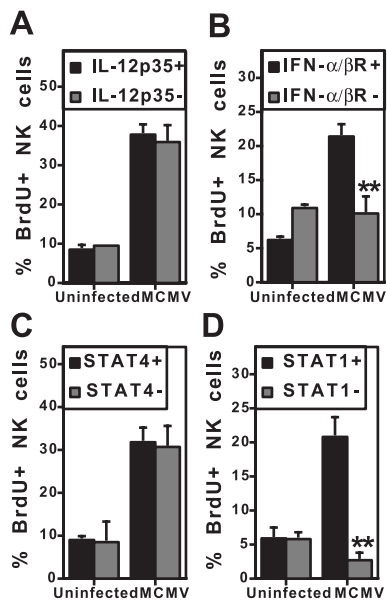 A
% BrdU+ NK cells
IL-12p35+
IL-12p35-
50
40
30
20
10
0
Uninfected MCMV
B
% BrdU+ NK cells
IFN-α/βR +
IFN-α/βR -
25
20
15
10
5
0
**
Uninfected MCMV
C
% BrdU+ NK cells
STAT4+
STAT4-
50
40
30
20
10
0
Uninfected MCMV
D
% BrdU+ NK cells
STAT1+
STAT1-
30
25
20
15
10
5
0
**
Uninfected MCMV